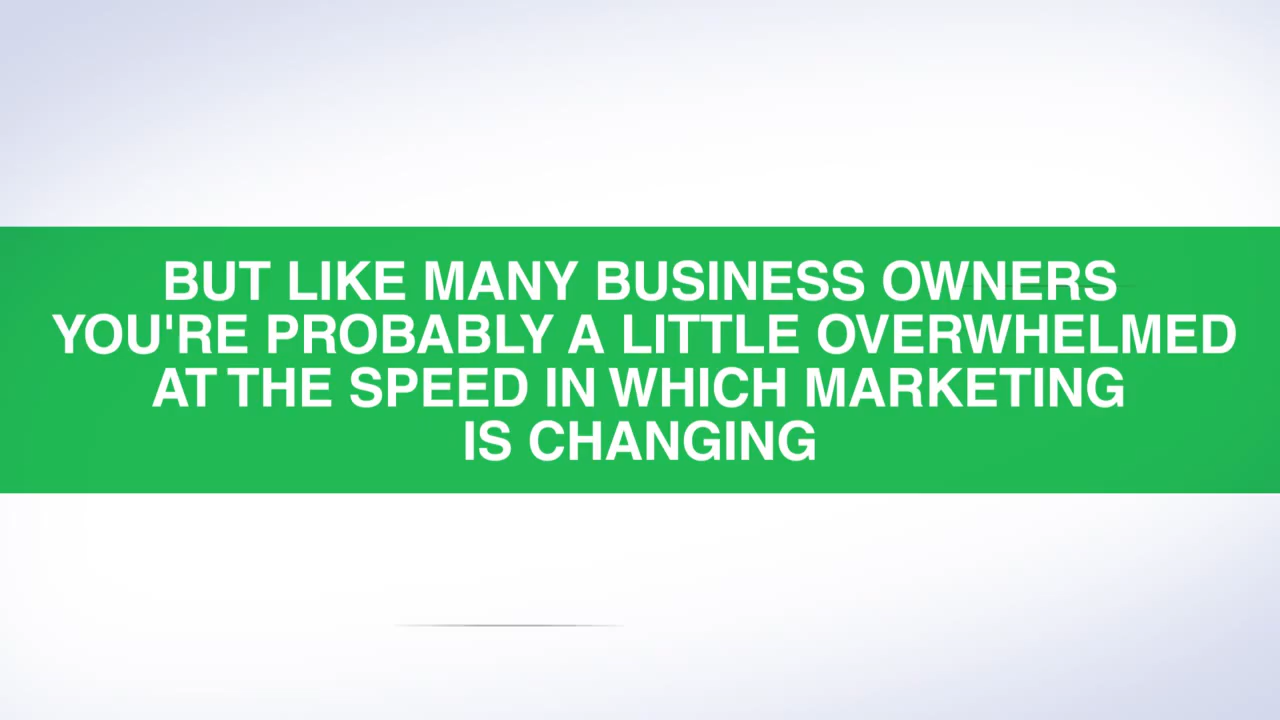 BUT LIKE MANY BUSINESS OWNERS
YOU'RE PROBABLY A LITTLE OVERWHELMED
AT THE SPEED IN WHICH MARKETING
IS CHANGING